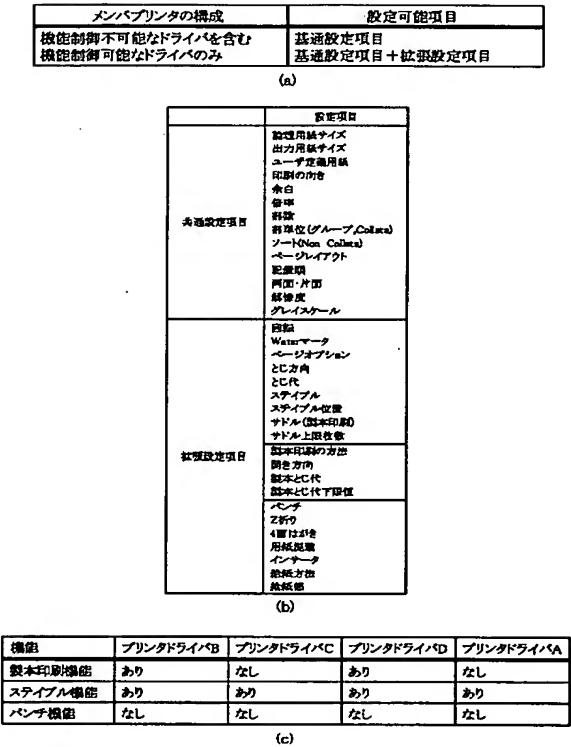 メンバプリンタの構成 設定可能項目
機能制御不可能なドライバを含む 基通設定項目
機能制御可能なドライバのみ 基通設定項目+拡張設定項目
(a)
設定項目
共通設定項目
論理用紙サイズ
出力用紙サイズ
ユーザ定義用紙
印刷の向き
余白
倍率
部数
部単位(グループ,Collate)
ソート(Non Collate)
ページレイアウト
配置順
両面・片面
解像度
グレイスケール
拡張設定項目
回転
Waterマーク
ページオプション
とじ方向
とじ代
ステイプル
ステイプル位置
サドル(製本印刷)
サドル上限枚数
製本印刷の方法
開き方向
製本とじ代
製本とじ代下限値
パンチ
Z折り
4面はがき
用紙混載
インサータ
給紙方法
給紙部
(b)
機能 プリンタドライバB プリンタドライバC プリンタドライバD プリンタドライバA
製本印刷機能 あり なし あり なし
ステイプル機能 あり あり あり あり
パンチ機能 なし なし なし なし
(c)